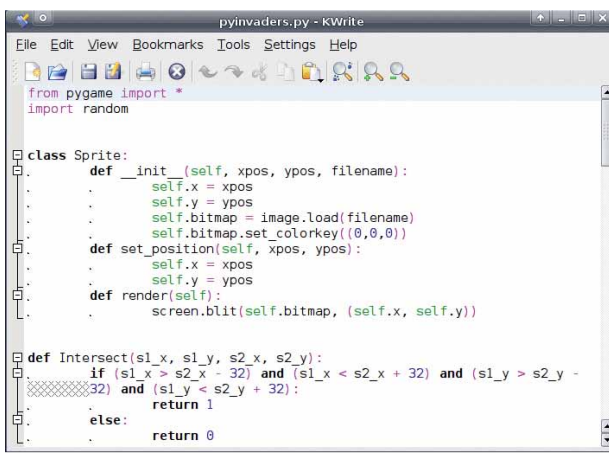 pyinvaders.py - KWrite
File Edit View Bookmarks Tools Settings Help
from pygame import *
import random
class Sprite:
def __init__(self, xpos, ypos, filename):
self.x = xpos
self.y = ypos
self.bitmap = image.load(filename)
self.bitmap.set_colorkey((0,0,0))
def set_position(self, xpos, ypos):
self.x = xpos
self.y = ypos
def render(self):
screen.blit(self.bitmap, (self.x, self.y))
def Intersect(s1_x, s1_y, s2_x, s2_y):
if (s1_x > s2_x - 32) and (s1_x < s2_x + 32) and (s1_y > s2_y -
32) and (s1_y < s2_y + 32):
return 1
else:
return 0